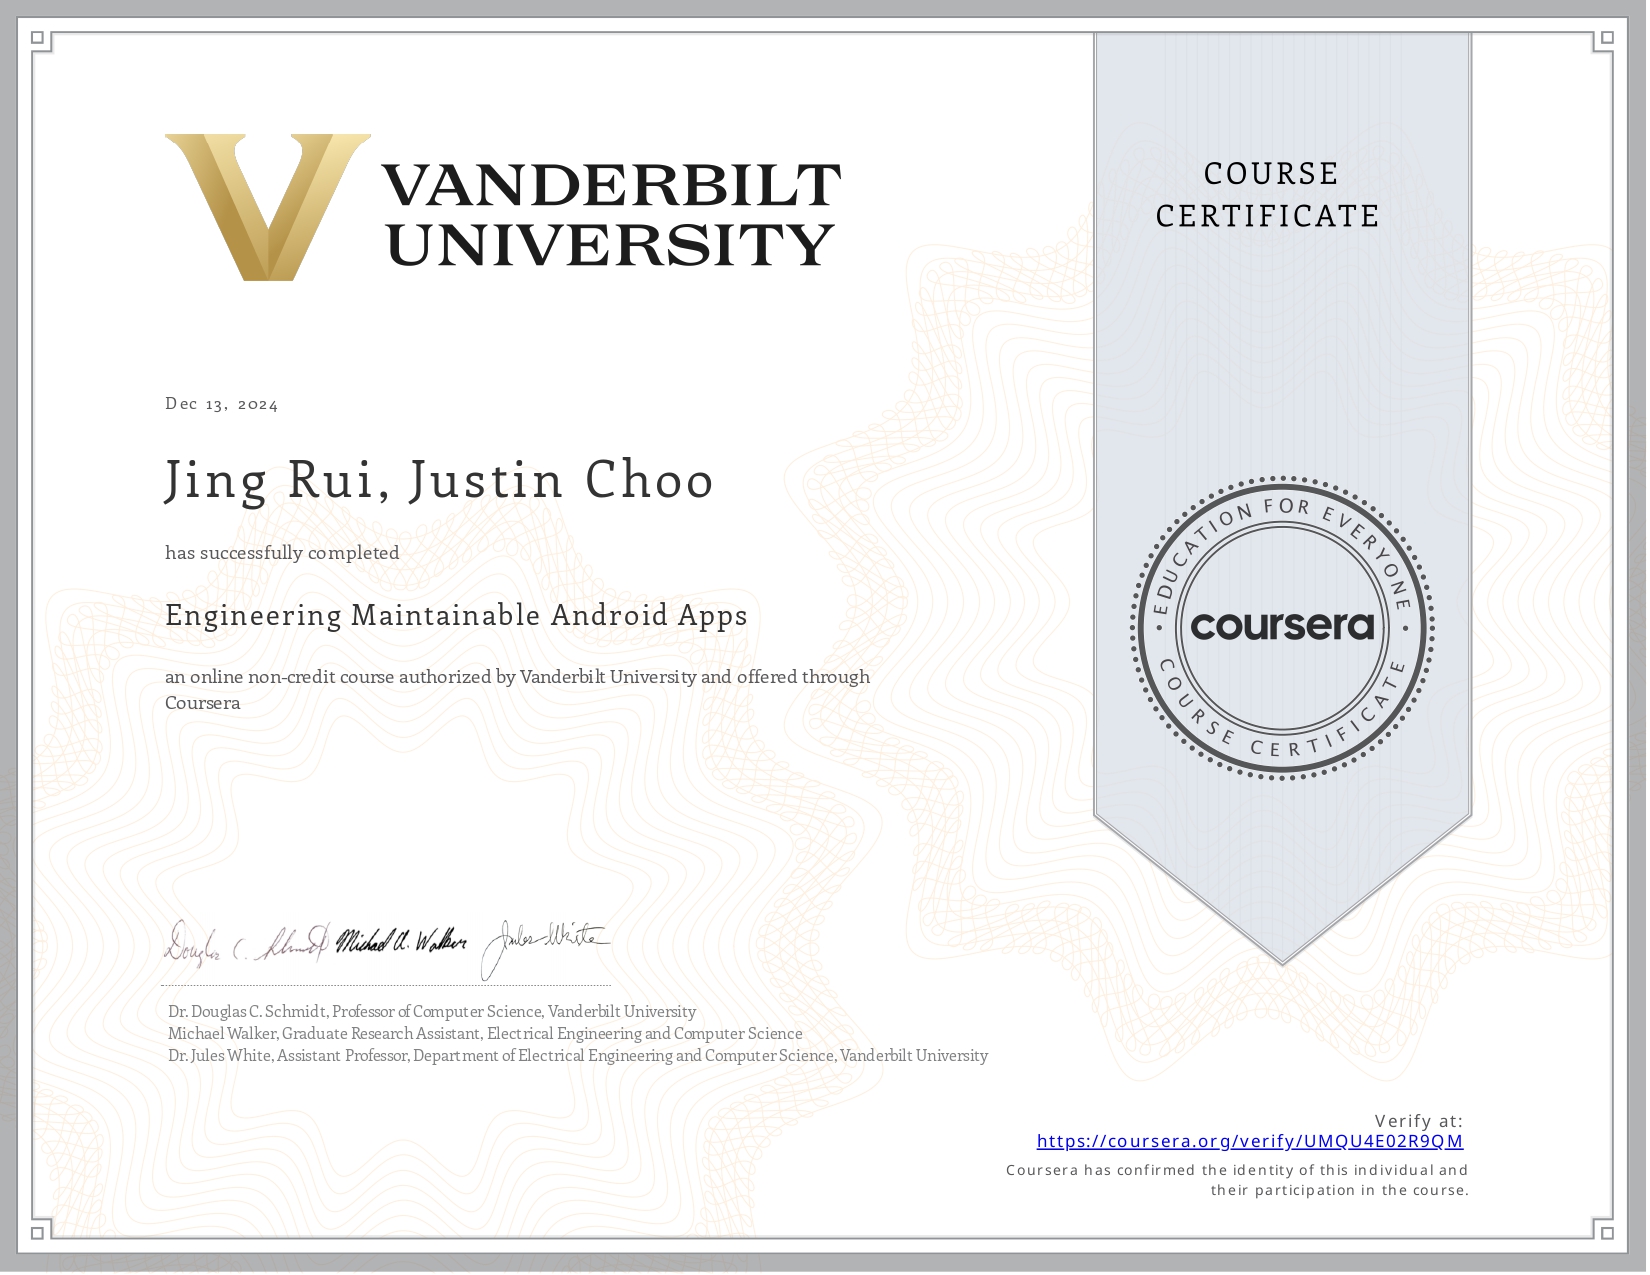 VANDERBILT
UNIVERSITY
COURSE
CERTIFICATE
Dec 13, 2024
Jing Rui, Justin Choo
has successfully completed
Engineering Maintainable Android Apps
an online non-credit course authorized by Vanderbilt University and offered through
Coursera
EDUCATION FOR EVERYONE
coursera
COURSE CERTIFICATE
Douglas C. Schmidt Michael A. Walker Jules White
Dr. Douglas C. Schmidt, Professor of Computer Science, Vanderbilt University
Michael Walker, Graduate Research Assistant, Electrical Engineering and Computer Science
Dr. Jules White, Assistant Professor, Department of Electrical Engineering and Computer Science, Vanderbilt University
Verify at:
https://coursera.org/verify/UMQU4E02R9QM
Coursera has confirmed the identity of this individual and
their participation in the course.